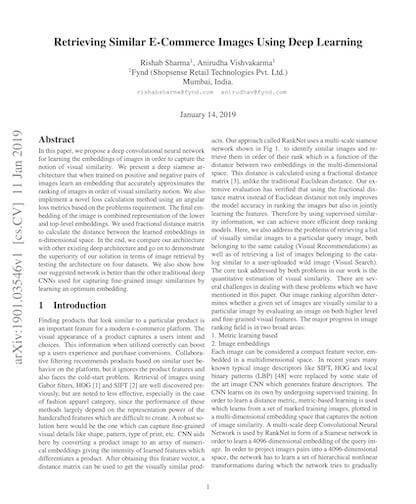 Retrieving Similar E-Commerce Images Using Deep Learning
Rishab Sharma1, Anirudha Vishvakarma1
1Fynd (Shopsense Retail Technologies Pvt. Ltd.)
Mumbai, India.
rishabsharma@fynd.com anirudhav@fynd.com
January 14, 2019
arXiv:1901.03546v1 [cs.CV] 11 Jan 2019
Abstract
In this paper, we propose a deep convolutional neural network
for learning the embeddings of images in order to capture the
notion of visual similarity. We present a deep siamese
architecture that when trained on positive and negative pairs of
images learn an embedding that accurately approximates the
ranking of images in order of visual similarity notion. We also
implement a novel loss calculation method using an angular
loss metrics based on the problems requirement. The final embedding
of the image is combined representation of the lower
and top-level embeddings. We used fractional distance matrix
to calculate the distance between the learned embeddings in
n-dimensional space. In the end, we compare our architecture
with other existing deep architecture and go on to demonstrate
the superiority of our solution in terms of image retrieval by
testing the architecture on four datasets. We also show how
our suggested network is better than the other traditional deep
CNNs used for capturing fine-grained image similarities by
learning an optimum embedding.
1 Introduction
Finding products that look similar to a particular product is
an important feature for a modern e-commerce platform. The
visual appearance of a product captures a users intent and
choices. This information when utilized correctly can boost
up a users experience and purchase conversions. Collaborative
filtering recommends products based on similar user behavior
on the platform, but it ignores the product features and
also faces the cold-start problem. Retrieval of images using
Gabor filters, HOG [1] and SIFT [2] are well discovered previously,
but are noted to less effective, especially in the case
of fashion apparel category, since the performance of these
methods largely depend on the representation power of the
handcrafted features which are difficult to create. A robust solution
here would be the one which can capture fine-grained
visual details like shape, pattern, type of print, etc. CNN aids
here by converting a product image to an array of numerical
embeddings giving the intensity of learned features which
differentiates a product. After obtaining this feature vector, a
distance matrix can be used to get the visually similar products.
Our approach called RankNet uses a multi-scale siamese
network shown in Fig 1. to identify similar images and retrieve
them in order of their rank which is a function of the
distance between two embeddings in the multi-dimensional
space. This distance is calculated using a fractional distance
matrix [3], unlike the traditional Euclidean distance. Our extensive
evaluation has verified that using the fractional distance
matrix instead of Euclidean distance not only improves
the model accuracy in ranking the images but also in jointly
learning the features. Therefore by using supervised similarity
information, we can achieve more efficient deep ranking
models. Here, we also address the problems of retrieving a list
of visually similar images to a particular query image, both
belonging to the same catalog (Visual Recommendations) as
well as of retrieving a list of images belonging to the catalog
similar to a user-uploaded wild image (Visual Search).
The core task addressed by both problems in our work is the
quantitative estimation of visual similarity. There are several
challenges in dealing with these problems which we have
mentioned in this paper. Our image ranking algorithm determines
whether a given set of images are visually similar to a
particular image by evaluating an image on both higher level
and fine-grained visual features. The major progress in image
ranking field is in two broad areas:
1. Metric learning based
2. Image embeddings
Each image can be considered a compact feature vector, embedded
in a multidimensional space. In recent years many
known typical image descriptors like SIFT, HOG and local
binary patterns (LBP) [48] were replaced by some state of
the art image CNN which generates feature descriptors. The
CNN learns on its own by undergoing supervised training. In
order to learn a distance metric, metric-based learning is used
which learns from a set of marked training images, plotted in
a multi-dimensional embedding space that captures the notion
of image similarity. A multi-scale deep Convolutional Neural
Network is used by RankNet to form of a Siamese network in
order to learn a 4096-dimensional embedding of the query image.
In order to project images pairs into a 4096-dimensional
space, the network has to learn a set of hierarchical nonlinear
transformations during which the network tries to gradually
1